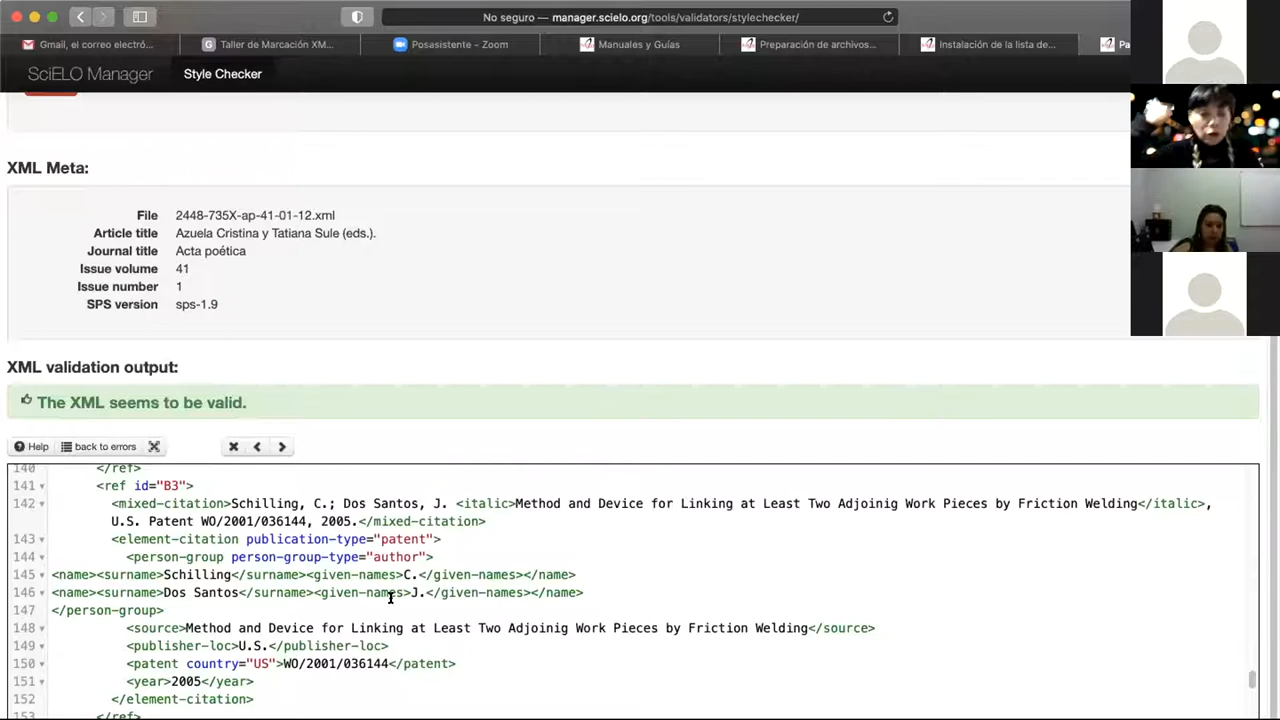 No seguro — manager.scielo.org/tools/validators/stylechecker/
Gmail, el correo electró...
Taller de Marcación XM...
Posasistente - Zoom
Manuales y Guías
Preparación de archivos...
Instalación de la lista de...
Pa
SciELO Manager
Style Checker
XML Meta:
File 2448-735X-ap-41-01-12.xml
Article title Azuela Cristina y Tatiana Sule (eds.).
Journal title Acta poética
Issue volume 41
Issue number 1
SPS version sps-1.9
XML validation output:
The XML seems to be valid.
Help back to errors
140 </ref>
141 <ref id="B3">
142 <mixed-citation>Schilling, C.; Dos Santos, J. <italic>Method and Device for Linking at Least Two Adjoinig Work Pieces by Friction Welding</italic>,
U.S. Patent WO/2001/036144, 2005.</mixed-citation>
143 <element-citation publication-type="patent">
144 <person-group person-group-type="author">
145 <name><surname>Schilling</surname><given-names>C.</given-names></name>
146 <name><surname>Dos Santos</surname><given-names>J.</given-names></name>
147 </person-group>
148 <source>Method and Device for Linking at Least Two Adjoinig Work Pieces by Friction Welding</source>
149 <publisher-loc>U.S.</publisher-loc>
150 <patent country="US">WO/2001/036144</patent>
151 <year>2005</year>
152 </element-citation>
153 </ref>